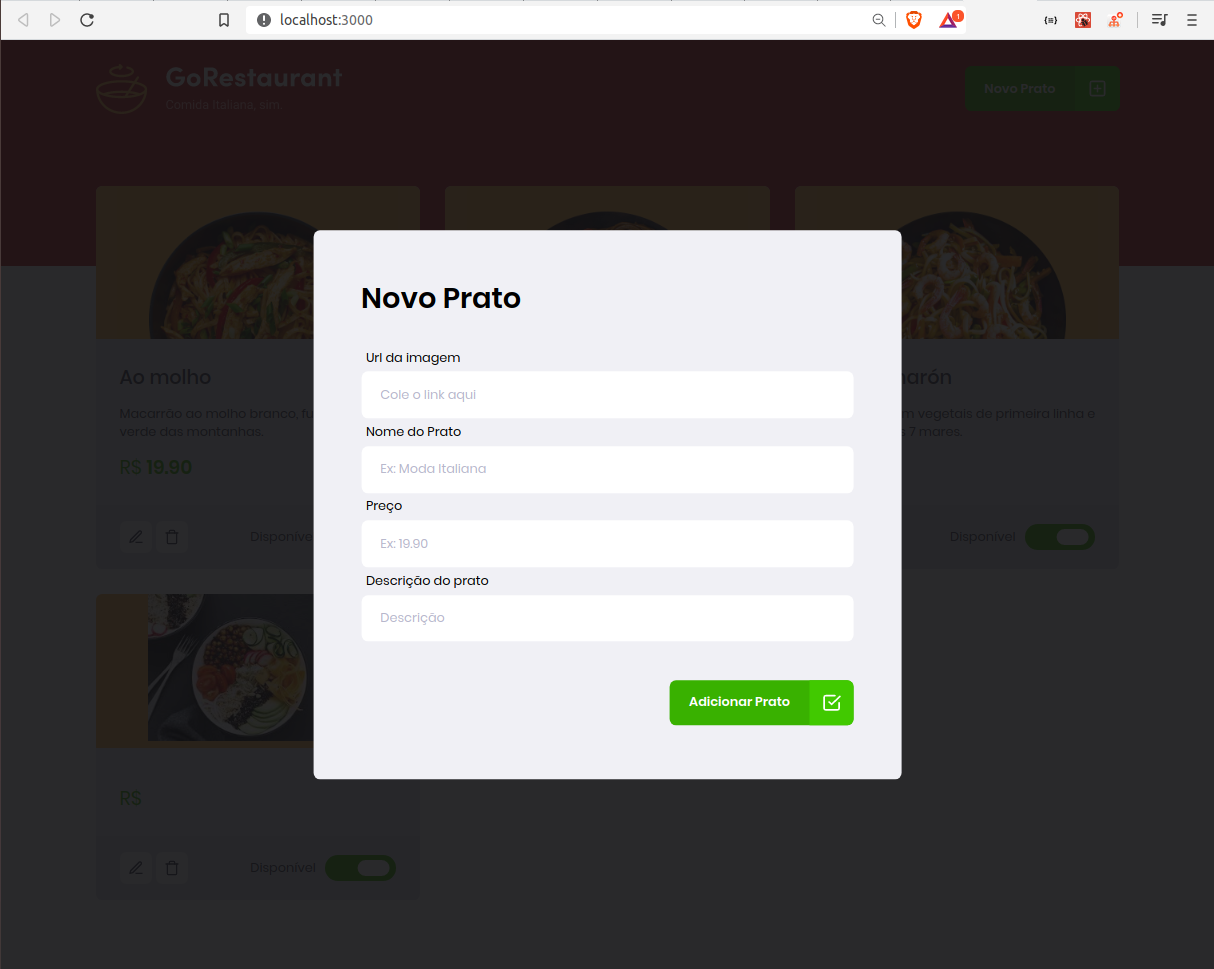 localhost:3000
1
GoRestaurant
Comida Italiana, sim
Novo Prato
Novo Prato
Url da imagem
Cole o link aqui
Nome do Prato
Ex: Moda Italiana
Preço
Ex: 19.90
Descrição do prato
Descrição
Adicionar Prato
Ao molho
Macarrão ao molho branco,
verde das montanhas.
R$ 19.90
Disponível
vegetais de primeira linha e
7 mares.
Disponível
R$
Disponível